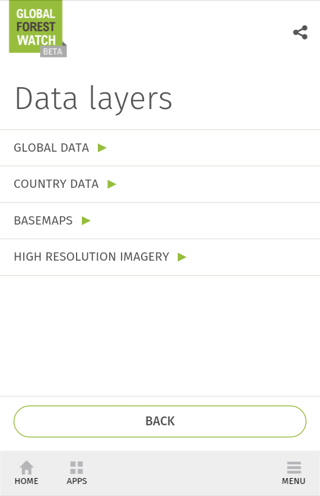 GLOBAL
FOREST
WATCH
BETA
Data layers
GLOBAL DATA
COUNTRY DATA
BASEMAPS
HIGH RESOLUTION IMAGERY
BACK
HOME APPS MENU